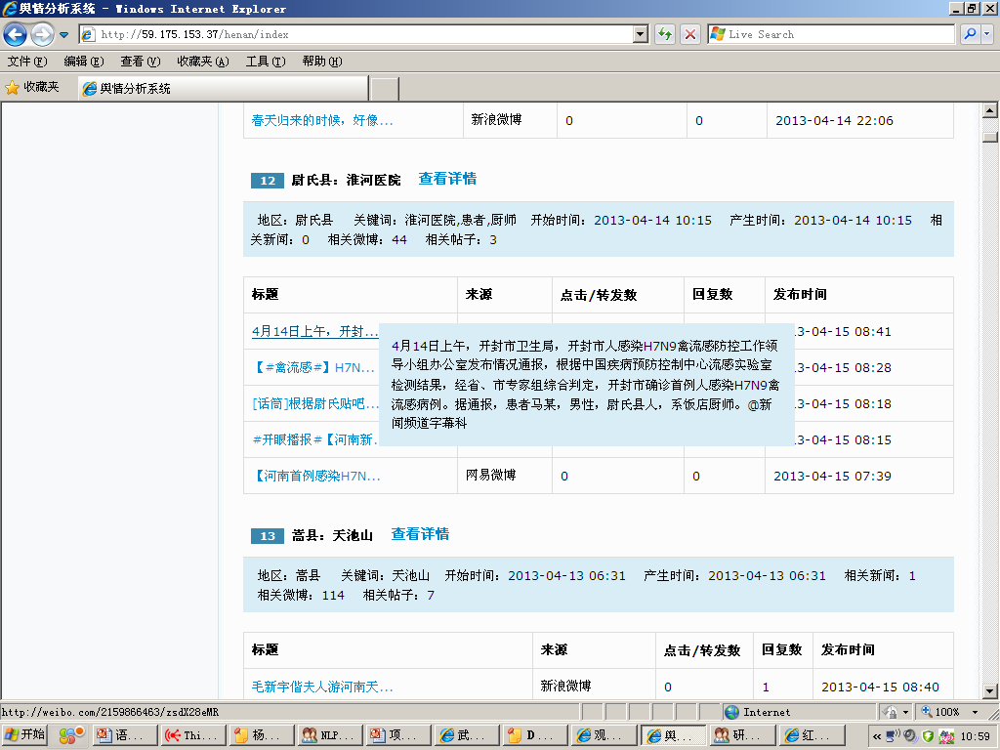 舆情分析系统 - Windows Internet Explorer
http://59.175.153.37/henan/index
Live Search
文件(F) 编辑(E) 查看(V) 收藏夹(A) 工具(T) 帮助(H)
收藏夹 舆情分析系统
春天归来的时候，好像... 新浪微博 0 0 2013-04-14 22:06
12 尉氏县：淮河医院 查看详情
地区：尉氏县 关键词：淮河医院,患者,厨师 开始时间：2013-04-14 10:15 产生时间：2013-04-14 10:15 相
关新闻：0 相关微博：44 相关帖子：3
标题 来源 点击/转发数 回复数 发布时间
4月14日上午，开封... 13-04-15 08:41
【#禽流感#】H7N... 13-04-15 08:28
[话筒]根据尉氏贴吧... 13-04-15 08:18
#开眼播报#【河南新. 13-04-15 08:15
4月14日上午，开封市卫生局，开封市人感染H7N9禽流感防控工作领
导小组办公室发布情况通报，根据中国疾病预防控制中心流感实验室
检测结果，经省、市专家组综合判定，开封市确诊首例人感染H7N9禽
流感病例。据通报，患者马某，男性，尉氏县人，系饭店厨师。@新
闻频道字幕科
【河南首例感染H7N... 网易微博 0 0 2013-04-15 07:39
13 嵩县：天池山 查看详情
地区：嵩县 关键词：天池山 开始时间：2013-04-13 06:31 产生时间：2013-04-13 06:31 相关新闻：1
相关微博：114 相关帖子：7
标题 来源 点击/转发数 回复数 发布时间
毛新宇偕夫人游河南天... 新浪微博 0 1 2013-04-15 08:40
http://weibo.com/2159866463/zsdX28eMR Internet 100%
开始 语... Thi... 杨... NLP... 项... 武... D... 观... 舆... 研... 红... 10:59